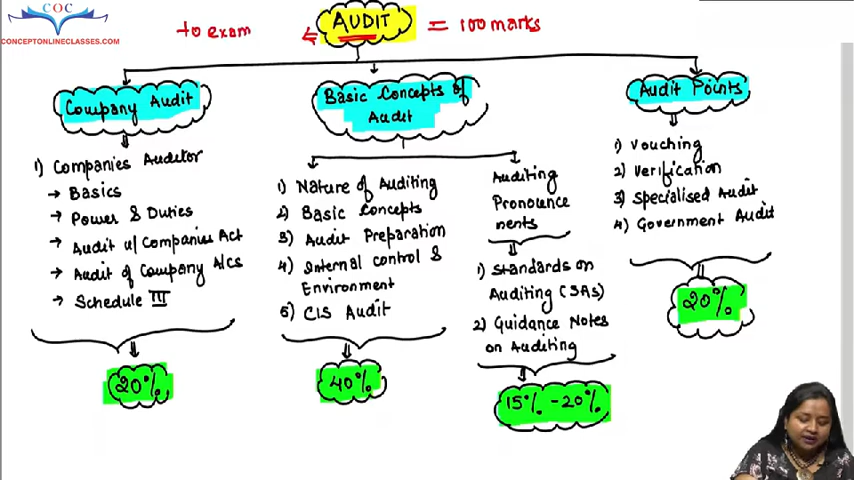 COC
CONCEPTONLINECLASSES.COM
to exam
AUDIT
= 100 marks
Company Audit
1) Companies Auditor
→ Basics
→ Power & Duties
→ Audit u/Companies Act
→ Audit of Company A/cs
→ Schedule III
20%
Basic Concepts of
Audit
1) Nature of Auditing
2) Basic Concepts
3) Audit Preparation
4) Internal control &
Environment
5) CIS Audit
40%
Auditing
Pronounce
ments
1) Standards on
Auditing (SAs)
2) Guidance Notes
on Auditing
15% - 20%
Audit Points
1) Vouching
2) Verification
3) Specialised Audit
4) Government Audit
20%